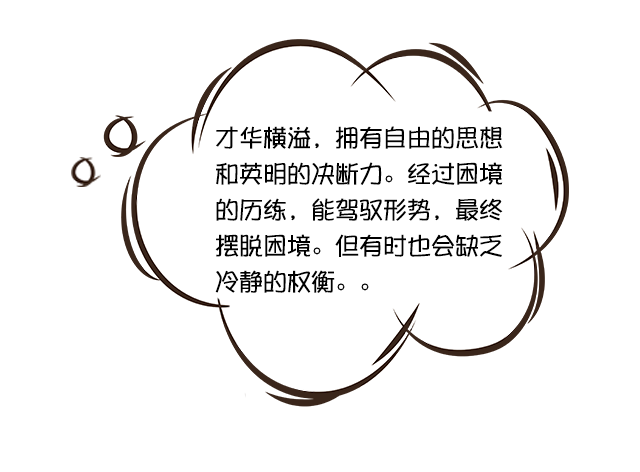 才华横溢，拥有自由的思想
和英明的决断力。经过困境
的历练，能驾驭形势，最终
摆脱困境。但有时也会缺乏
冷静的权衡。。